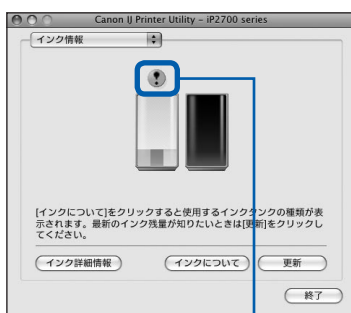 Canon IJ Printer Utility – iP2700 series
インク情報
[インクについて]をクリックすると使用するインクタンクの種類が表
示されます。最新のインク残量が知りたいときは[更新]をクリックし
てください。
インク詳細情報 インクについて 更新
終了